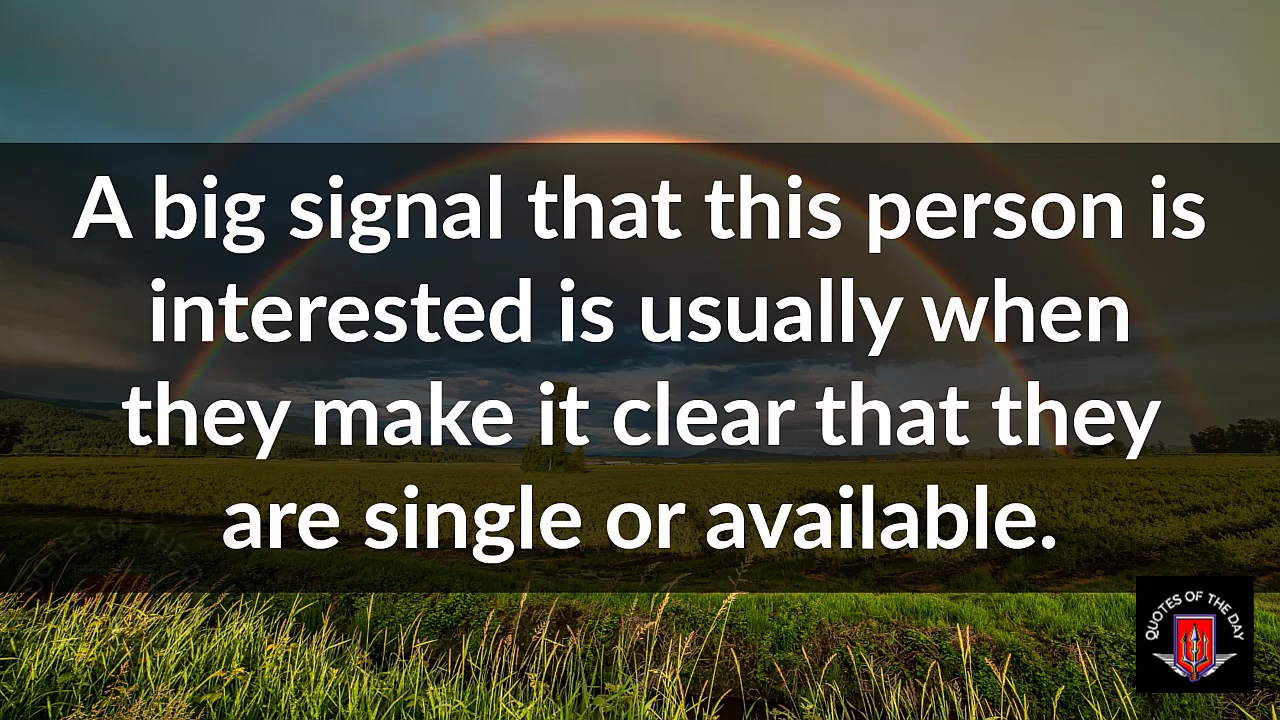 A big signal that this person is
interested is usually when
they make it clear that they
are single or available.
QUOTES OF THE DAY